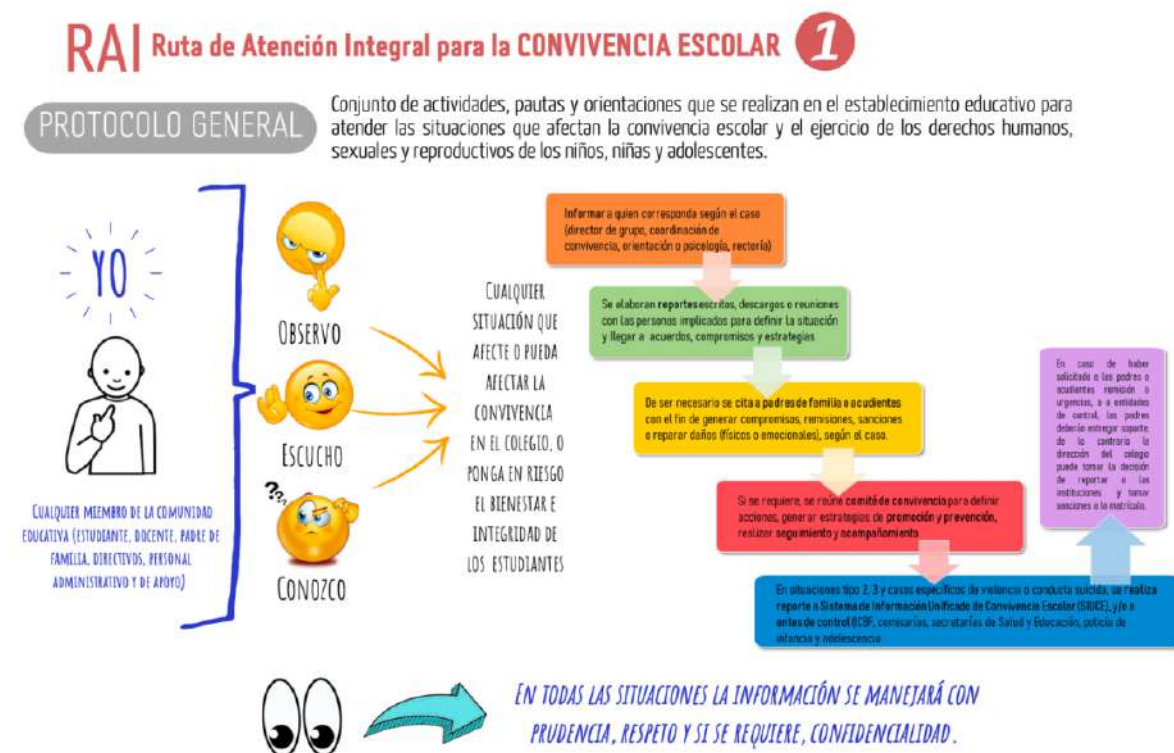 RAI Ruta de Atención Integral para la CONVIVENCIA ESCOLAR 1
PROTOCOLO GENERAL
Conjunto de actividades, pautas y orientaciones que se realizan en el establecimiento educativo para
atender las situaciones que afectan la convivencia escolar y el ejercicio de los derechos humanos,
sexuales y reproductivos de los niños, niñas y adolescentes.
YO
CUALQUIER MIEMBRO DE LA COMUNIDAD
EDUCATIVA (ESTUDIANTE, DOCENTE, PADRE DE
FAMILIA, DIRECTIVOS, PERSONAL
ADMINISTRATIVO Y DE APOYO)
OBSERVO
ESCUCHO
???
CONOZCO
CUALQUIER
SITUACIÓN QUE
AFECTE O PUEDA
AFECTAR LA
CONVIVENCIA
EN EL COLEGIO, O
PONGA EN RIESGO
EL BIENESTAR E
INTEGRIDAD DE
LOS ESTUDIANTES
Informar a quien corresponda según el caso
(director de grupo, coordinación de
convivencia, orientación o psicología, rectoría)
Se elaboran reportes escritos, descargos o reuniones
con las personas implicadas para definir la situación
y llegar a acuerdos, compromisos y estrategias
De ser necesario se cita a padres de familia o acudientes
con el fin de generar compromisos, remisiones, sanciones
o reparar daños (físicos o emocionales), según el caso.
Si se requiere, se reúne comité de convivencia para definir
acciones, generar estrategias de promoción y prevención,
realizar seguimiento y acompañamiento
En situaciones tipo 2, 3 y casos específicos de violencia o conducta suicida, se realiza
reporte a Sistema de Información Unificado de Convivencia Escolar (SIUCE), y/o a
entes de control (ICBF, comisarías, secretarías de Salud y Educación, policía de
infancia y adolescencia
En caso de haber
solicitado a los padres o
acudientes remisión a
urgencias, o a entidades
de control, los padres
deberán entregar soporte,
de lo contrario la
dirección del colegio
puede tomar la decisión
de reportar a las
instituciones y tomar
sanciones a la matrícula.
EN TODAS LAS SITUACIONES LA INFORMACIÓN SE MANEJARÁ CON
PRUDENCIA, RESPETO Y SI SE REQUIERE, CONFIDENCIALIDAD.